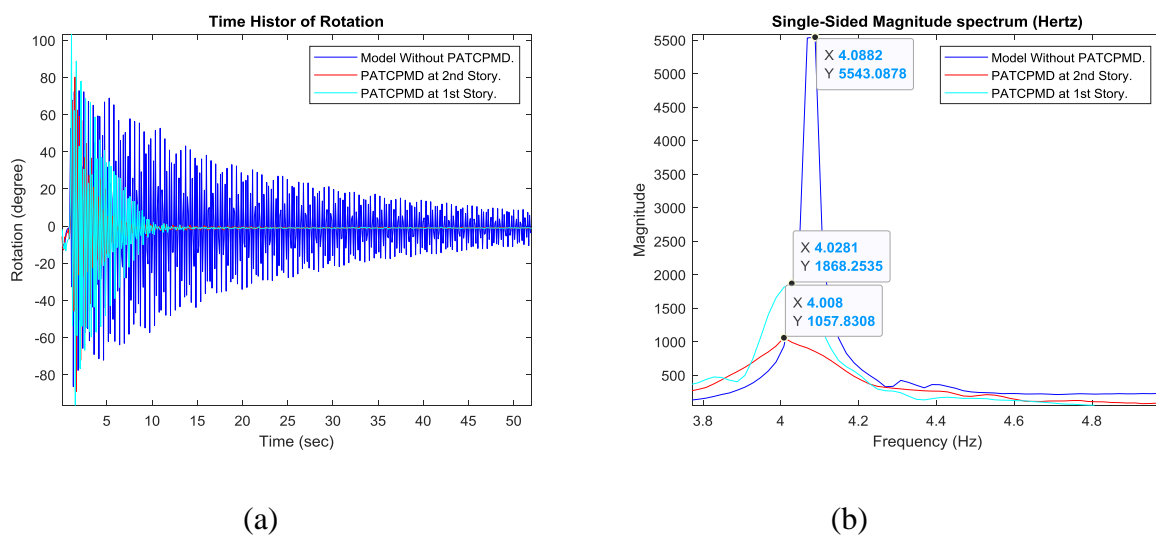 Time Histor of Rotation
Model Without PATCPMD.
PATCPMD at 2nd Story.
PATCPMD at 1st Story.
Rotation (degree)
100
80
60
40
20
0
-20
-40
-60
-80
5
10
15
20
25
30
35
40
45
50
Time (sec)
(a)
Single-Sided Magnitude spectrum (Hertz)
Model Without PATCPMD.
PATCPMD at 2nd Story.
PATCPMD at 1st Story.
X 4.0882
Y 5543.0878
X 4.0281
Y 1868.2535
X 4.008
Y 1057.8308
Magnitude
5500
5000
4500
4000
3500
3000
2500
2000
1500
1000
500
3.8
4
4.2
4.4
4.6
4.8
Frequency (Hz)
(b)